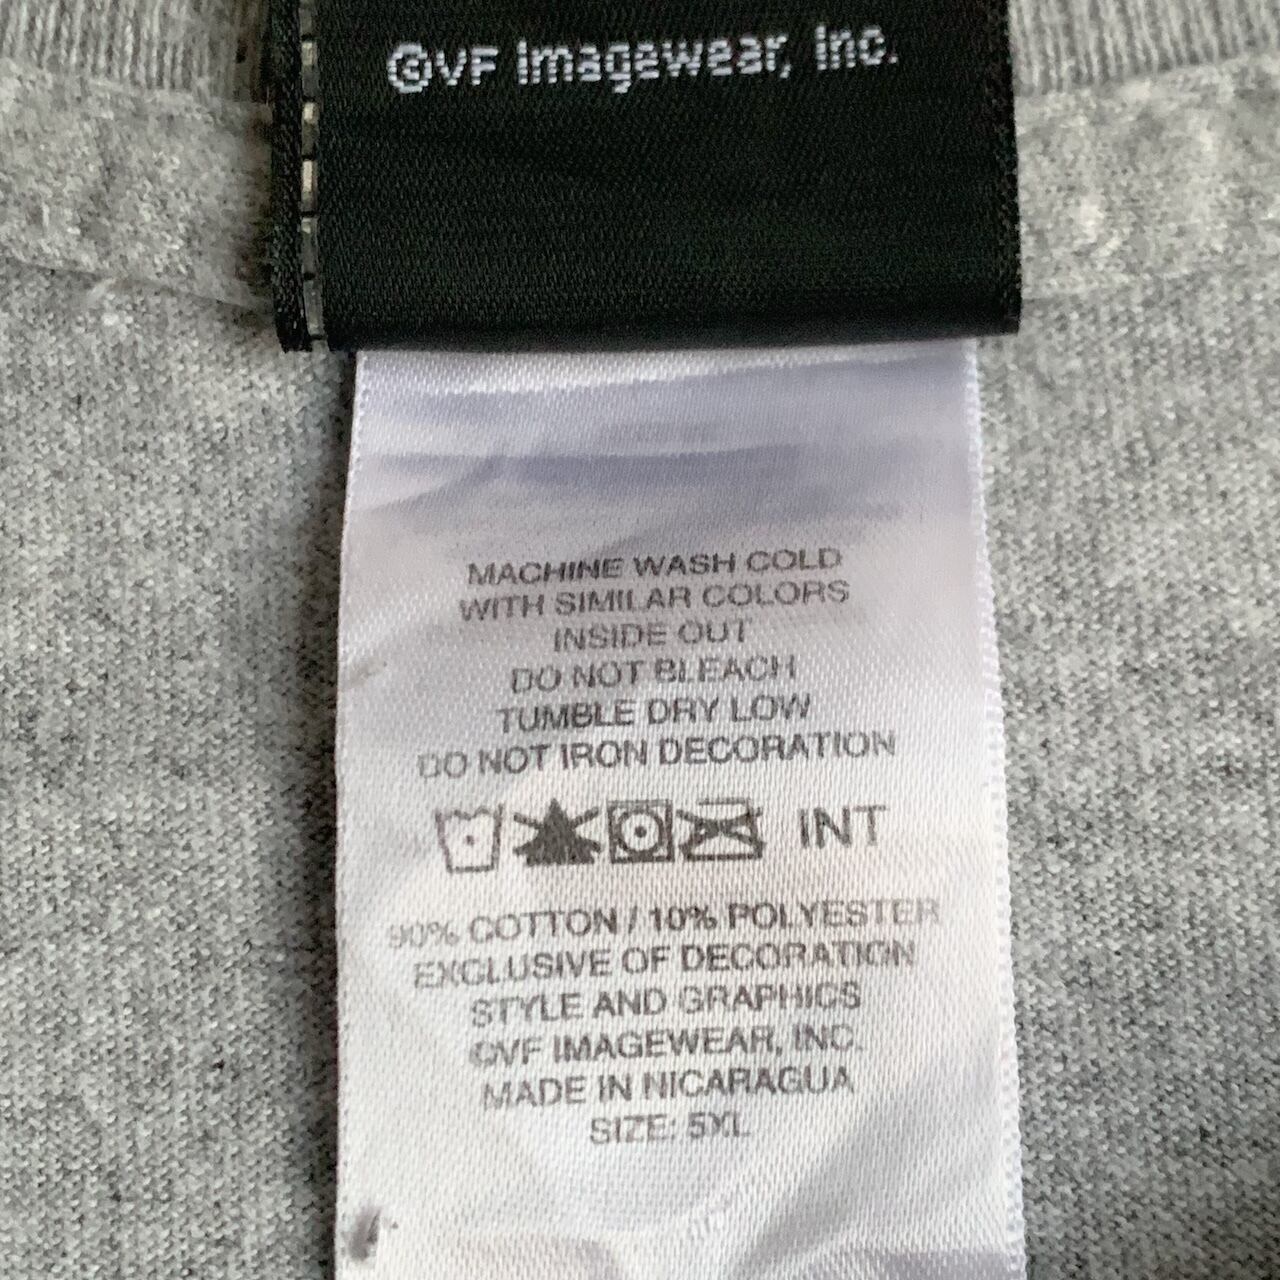 ©VF Imagewear, Inc.
MACHINE WASH COLD
WITH SIMILAR COLORS
INSIDE OUT
DO NOT BLEACH
TUMBLE DRY LOW
DO NOT IRON DECORATION
INT
90% COTTON / 10% POLYESTER
EXCLUSIVE OF DECORATION
STYLE AND GRAPHICS
©VF IMAGEWEAR, INC.
MADE IN NICARAGUA
SIZE: 5XL